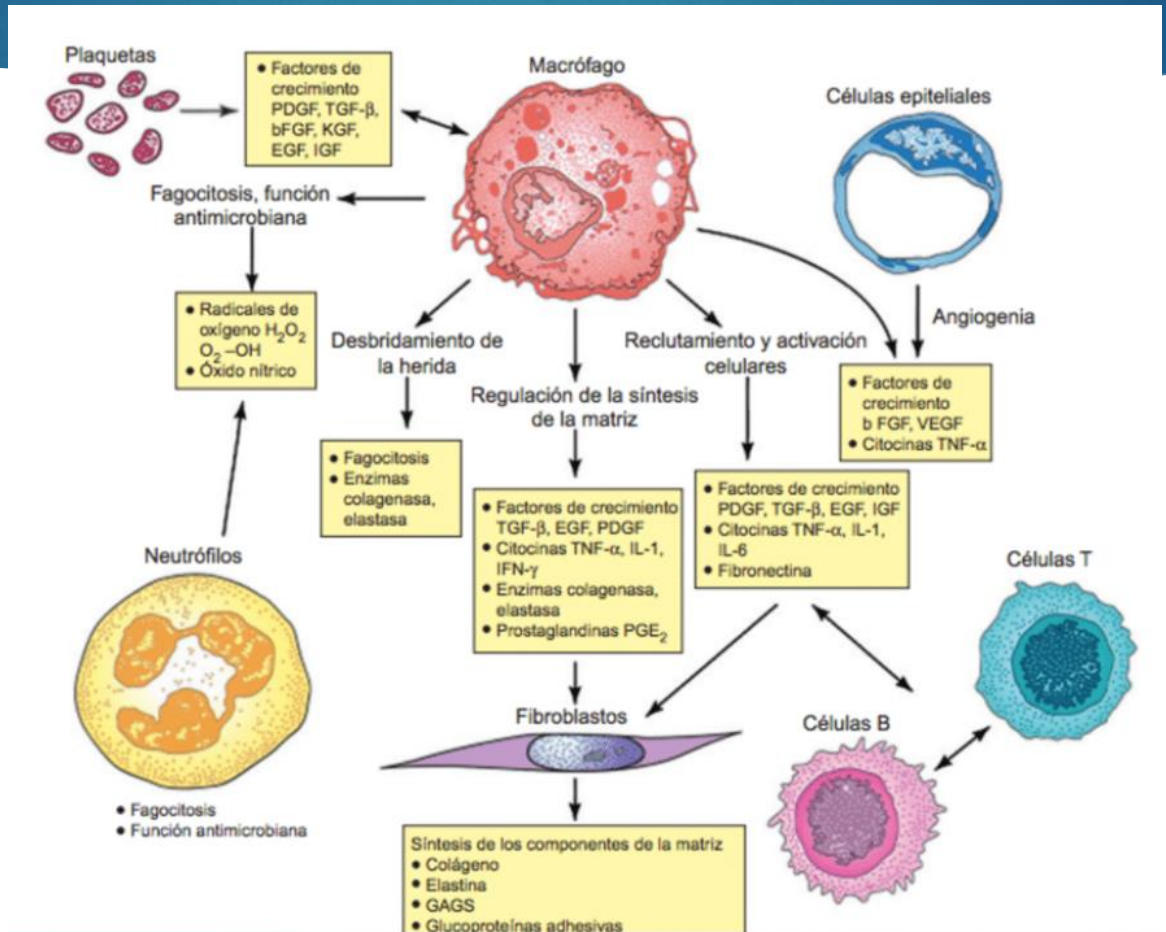 Plaquetas
• Factores de
crecimiento
PDGF, TGF-β,
bFGF, KGF,
EGF, IGF
Macrófago
Células epiteliales
Fagocitosis, función
antimicrobiana
• Radicales de
oxígeno H₂O₂
O₂ –OH
• Óxido nítrico
Desbridamiento de
la herida
• Fagocitosis
• Enzimas
colagenasa,
elastasa
Regulación de la síntesis
de la matriz
• Factores de crecimiento
TGF-β, EGF, PDGF
• Citocinas TNF-α, IL-1,
IFN-γ
• Enzimas colagenasa,
elastasa
• Prostaglandinas PGE₂
Reclutamiento y activación
celulares
• Factores de crecimiento
PDGF, TGF-β, EGF, IGF
• Citocinas TNF-α, IL-1,
IL-6
• Fibronectina
Angiogenia
• Factores de
crecimiento
b FGF, VEGF
• Citocinas TNF-α
Neutrófilos
• Fagocitosis
• Función antimicrobiana
Fibroblastos
Células B
Células T
Síntesis de los componentes de la matriz
• Colágeno
• Elastina
• GAGS
• Glucoproteínas adhesivas